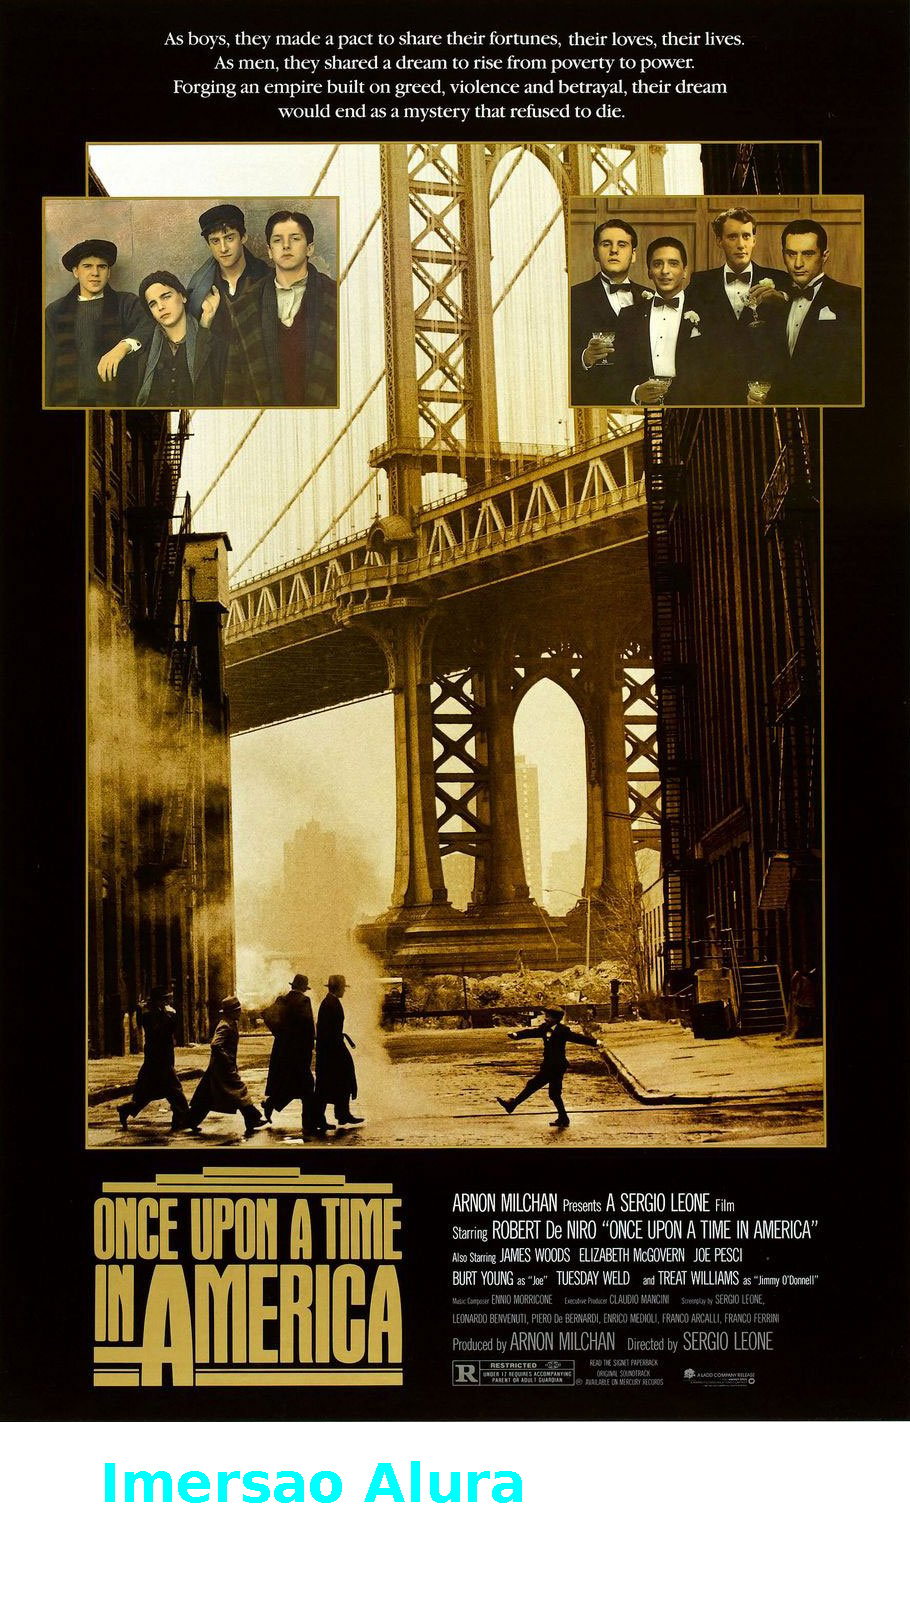 As boys, they made a pact to share their fortunes, their loves, their lives.
As men, they shared a dream to rise from poverty to power.
Forging an empire built on greed, violence and betrayal, their dream
would end as a mystery that refused to die.
ONCE UPON A TIME
IN AMERICA
ARNON MILCHAN Presents A SERGIO LEONE Film
Starring ROBERT De NIRO “ONCE UPON A TIME IN AMERICA”
Also Starring JAMES WOODS ELIZABETH McGOVERN JOE PESCI
BURT YOUNG as “Joe” TUESDAY WELD and TREAT WILLIAMS as “Jimmy O'Donnell”
Music Composer ENNIO MORRICONE Executive Producer CLAUDIO MANCINI Screenplay by SERGIO LEONE,
LEONARDO BENVENUTI, PIERO De BERNARDI, ENRICO MEDIOLI, FRANCO ARCALLI, FRANCO FERRINI
Produced by ARNON MILCHAN Directed by SERGIO LEONE
R RESTRICTED
UNDER 17 REQUIRES ACCOMPANYING
PARENT OR ADULT GUARDIAN
READ THE SIGNET PAPERBACK
ORIGINAL SOUNDTRACK
AVAILABLE ON MERCURY RECORDS
A LADD COMPANY RELEASE
Imersao Alura